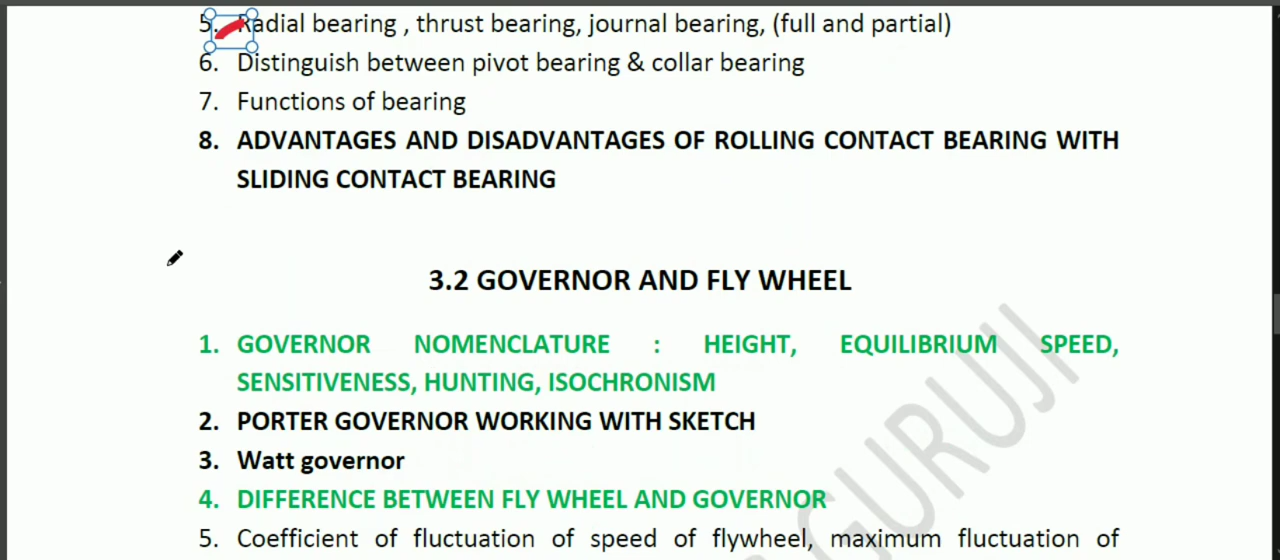 5. Radial bearing , thrust bearing, journal bearing, (full and partial)
6. Distinguish between pivot bearing & collar bearing
7. Functions of bearing
8. ADVANTAGES AND DISADVANTAGES OF ROLLING CONTACT BEARING WITH
SLIDING CONTACT BEARING
3.2 GOVERNOR AND FLY WHEEL
1. GOVERNOR NOMENCLATURE : HEIGHT, EQUILIBRIUM SPEED,
SENSITIVENESS, HUNTING, ISOCHRONISM
2. PORTER GOVERNOR WORKING WITH SKETCH
3. Watt governor
4. DIFFERENCE BETWEEN FLY WHEEL AND GOVERNOR
5. Coefficient of fluctuation of speed of flywheel, maximum fluctuation of
GURUJI